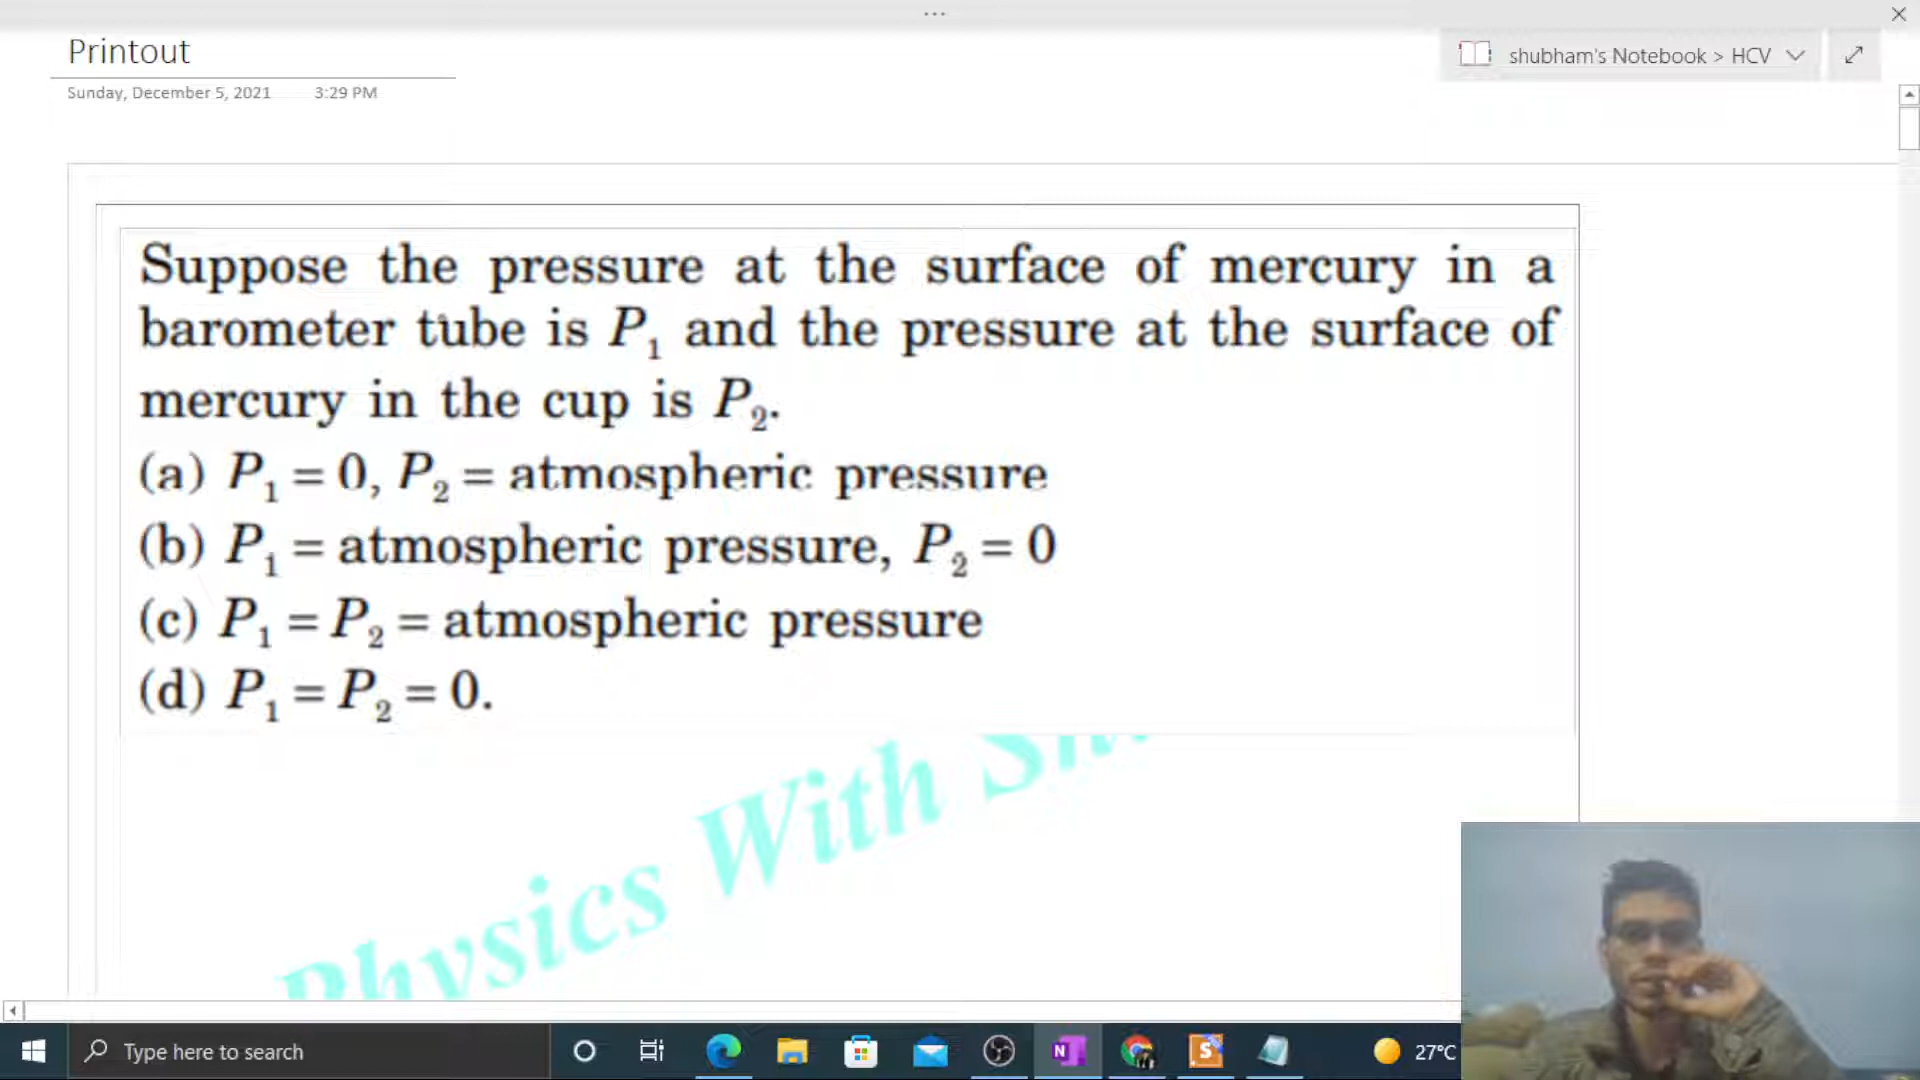 ...
Printout
shubham's Notebook > HCV
Sunday, December 5, 2021 3:29 PM
Suppose the pressure at the surface of mercury in a
barometer tube is P₁ and the pressure at the surface of
mercury in the cup is P₂.
(a) P₁ = 0, P₂ = atmospheric pressure
(b) P₁ = atmospheric pressure, P₂ = 0
(c) P₁ = P₂ = atmospheric pressure
(d) P₁ = P₂ = 0.
Physics With
Type here to search
N
S
27°C